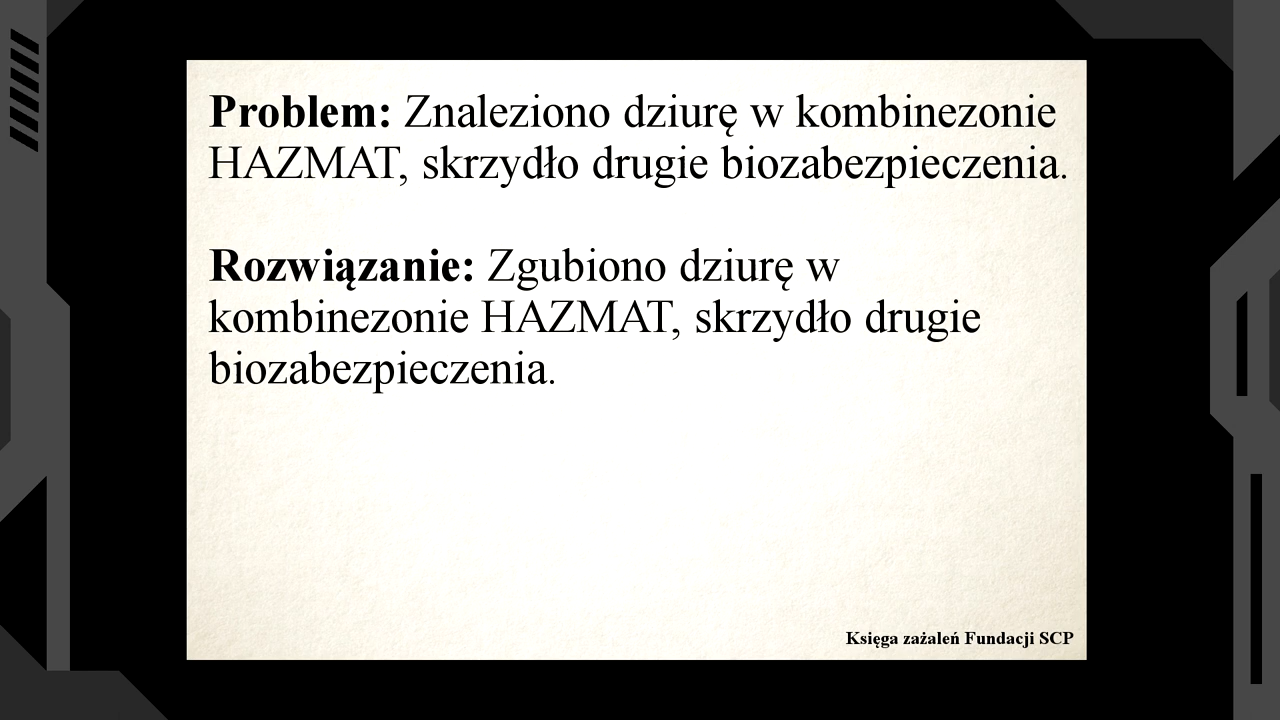 Problem: Znaleziono dziurę w kombinezonie
HAZMAT, skrzydło drugie biozabezpieczenia.
Rozwiązanie: Zgubiono dziurę w
kombinezonie HAZMAT, skrzydło drugie
biozabezpieczenia.
Księga zażaleń Fundacji SCP